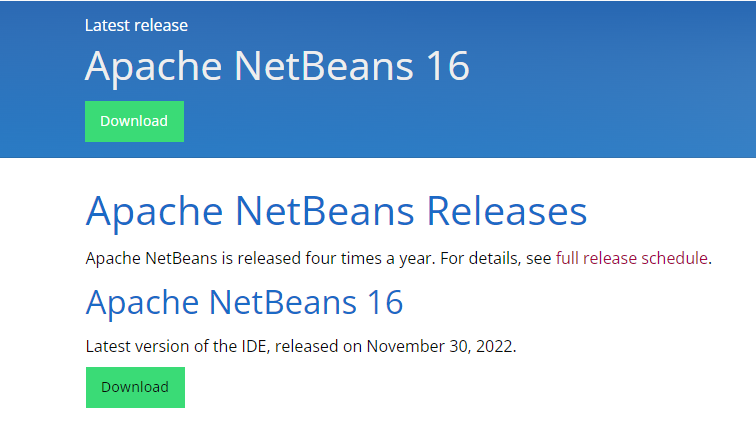 Latest release
Apache NetBeans 16
Download
Apache NetBeans Releases
Apache NetBeans is released four times a year. For details, see full release schedule.
Apache NetBeans 16
Latest version of the IDE, released on November 30, 2022.
Download